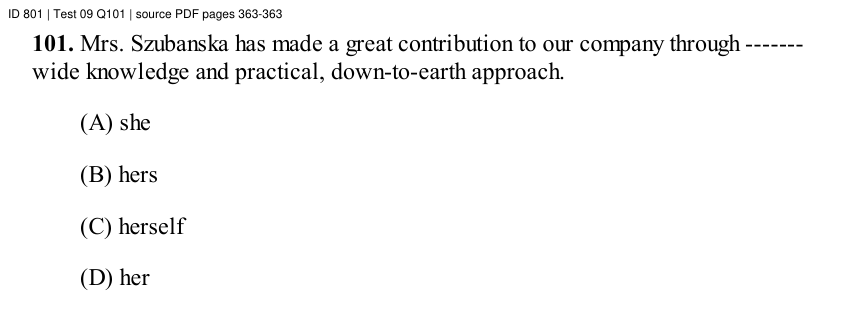 ID 801 | Test 09 Q101 | source PDF pages 363-363
101. Mrs. Szubanska has made a great contribution to our company through -------
wide knowledge and practical, down-to-earth approach.
(A) she
(B) hers
(C) herself
(D) her